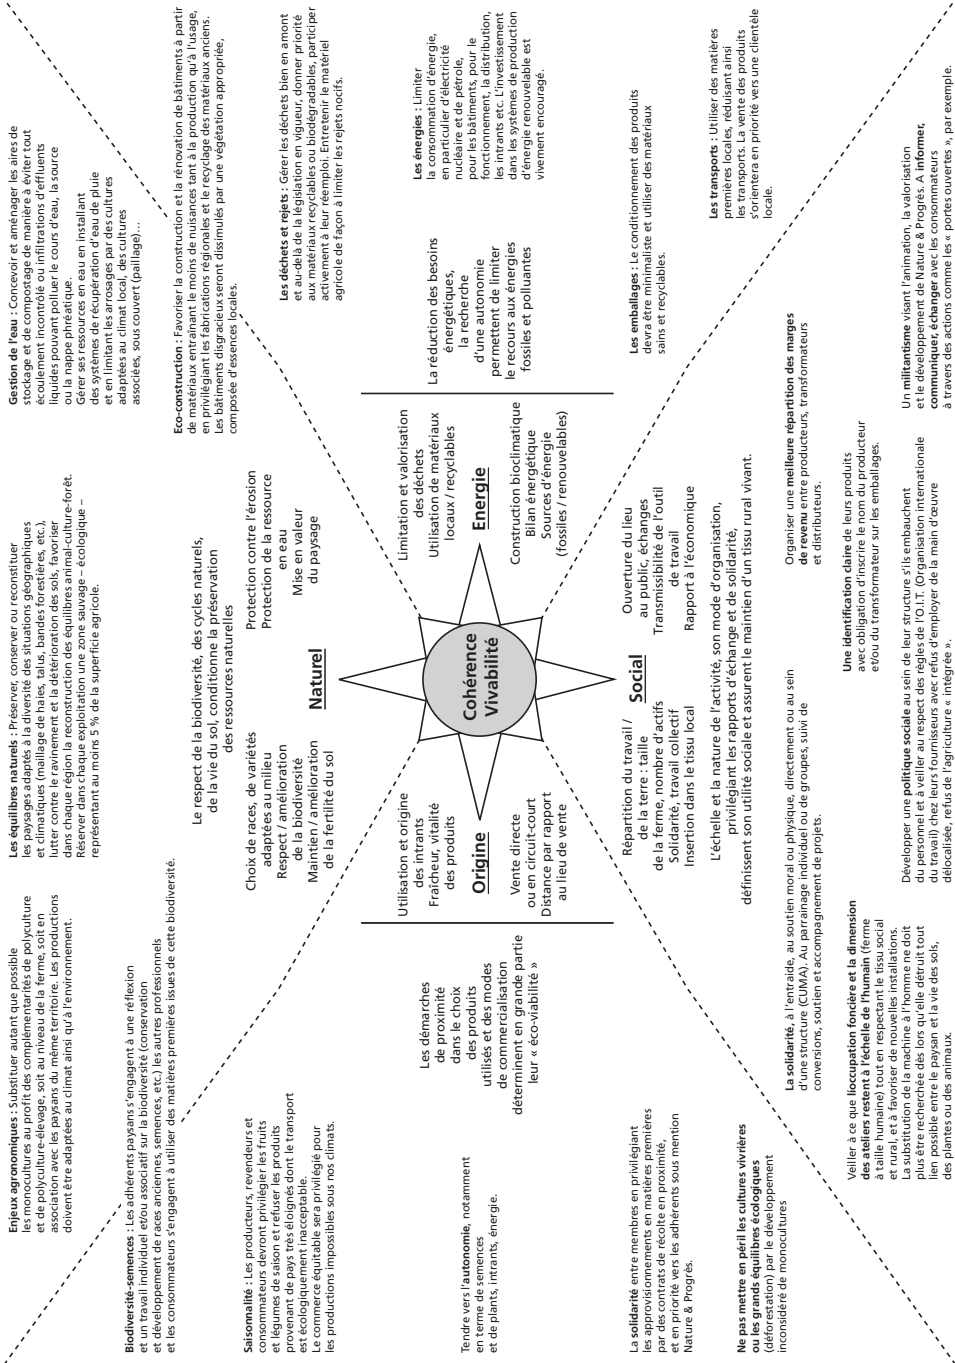 Enjeux agronomiques : Substituer autant que possible
les monocultures au profit des complémentarités de polyculture
et de polyculture-élevage, soit au niveau de la ferme, soit en
association avec les paysans du même territoire. Les productions
doivent être adaptées au climat ainsi qu'à l'environnement.
Les équilibres naturels : Préserver, conserver ou reconstituer
les paysages adaptés à la diversité des situations géographiques
et climatiques (maillage de haies, talus, bandes forestières, etc.),
lutter contre le ravinement et la détérioration des sols, favoriser
dans chaque région la reconstruction des équilibres animal-culture-forêt.
Réserver dans chaque exploitation une zone sauvage – écologique –
représentant au moins 5 % de la superficie agricole.
Gestion de l'eau : Concevoir et aménager les aires de
stockage et de compostage de manière à éviter tout
écoulement incontrôlé ou infiltrations d'effluents
liquides pouvant polluer le cours d'eau, la source
ou la nappe phréatique.
Gérer ses ressources en eau en installant
des systèmes de récupération d'eau de pluie
et en limitant les arrosages par des cultures
adaptées au climat local, des cultures
associées, sous couvert (paillage)…
Biodiversité-semences : Les adhérents paysans s'engagent à une réflexion
et un travail individuel et/ou associatif sur la biodiversité (conservation
et développement de races anciennes, semences, etc.) les autres professionnels
et les consommateurs s'engagent à utiliser des matières premières issues de cette biodiversité.
Eco-construction : Favoriser la construction et la rénovation de bâtiments à partir
de matériaux entraînant le moins de nuisances tant à la production qu'à l'usage,
en privilégiant les fabrications régionales et le recyclage des matériaux anciens.
Les bâtiments disgracieux seront dissimulés par une végétation appropriée,
composée d'essences locales.
Le respect de la biodiversité, des cycles naturels,
de la vie du sol, conditionne la préservation
des ressources naturelles
Saisonnalité : Les producteurs, revendeurs et
consommateurs devront privilégier les fruits
et légumes de saison et refuser les produits
provenant de pays très éloignés dont le transport
est écologiquement inacceptable.
Le commerce équitable sera privilégié pour
les productions impossibles sous nos climats.
Choix de races, de variétés
adaptées au milieu
Respect / amélioration
de la biodiversité
Maintien / mélioration
de la fertilité du sol
Naturel
Protection contre l'érosion
Protection de la ressource
en eau
Mise en valeur
du paysage
Les déchets et rejets : Gérer les déchets bien en amont
et au-delà de la législation en vigueur, donner priorité
aux matériaux recyclables ou biodégradables, participer
activement à leur réemploi. Entretenir le matériel
agricole de façon à limiter les rejets nocifs.
Tendre vers l'autonomie, notamment
en terme de semences
et de plants, intrants, énergie.
Les démarches
de proximité
dans le choix
des produits
utilisés et des modes
de commercialisation
déterminent en grande partie
leur « éco-viabilité »
Utilisation et origine
des intrants
Fraîcheur, vitalité
des produits
Origine
Vente directe
ou en circuit-court
Distance par rapport
au lieu de vente
Cohérence
Vivabilité
Limitation et valorisation
des déchets
Utilisation de matériaux
locaux / recyclables
Energie
Construction bioclimatique
Bilan énergétique
Sources d'énergie
(fossiles / renouvelables)
La réduction des besoins
énergétiques,
la recherche
d'une autonomie
permettent de limiter
le recours aux énergies
fossiles et polluantes
Les énergies : Limiter
la consommation d'énergie,
en particulier d'électricité
nucléaire et de pétrole,
pour les bâtiments, pour le
fonctionnement, la distribution,
les intrants etc. L'investissement
dans les systèmes de production
d'énergie renouvelable est
vivement encouragé.
La solidarité entre membres en privilégiant
les approvisionnements en matières premières
par des contrats de récolte en proximité,
et en priorité vers les adhérents sous mention
Nature & Progrès.
Répartition du travail /
de la terre : taille
de la ferme, nombre d'actifs
Solidarité, travail collectif
Insertion dans le tissu local
Social
Ouverture du lieu
au public, échanges
Transmissibilité de l'outil
de travail
Rapport à l'économique
Les emballages : Le conditionnement des produits
devra être minimaliste et utiliser des matériaux
sains et recyclables.
L'échelle et la nature de l'activité, son mode d'organisation,
privilégiant les rapports d'échange et de solidarité,
définissent son utilité sociale et assurent le maintien d'un tissu rural vivant.
Les transports : Utiliser des matières
premières locales, réduisant ainsi
les transports. La vente des produits
s'orientera en priorité vers une clientèle
locale.
Ne pas mettre en péril les cultures vivrières
ou les grands équilibres écologiques
(déforestation) par le développement
inconsidéré de monocultures
La solidarité, à l'entraide, au soutien moral ou physique, directement ou au sein
d'une structure (CUMA). Au parrainage individuel ou de groupes, suivi de
conversions, soutien et accompagnement de projets.
Organiser une meilleure répartition des marges
de revenu entre producteurs, transformateurs
et distributeurs.
Une identification claire de leurs produits
avec obligation d'inscrire le nom du producteur
et/ou du transformateur sur les emballages.
Veiller à ce que lioccupation foncière et la dimension
des ateliers restent à l'échelle de l'humain (ferme
à taille humaine) tout en respectant le tissu social
et rural, et à favoriser de nouvelles installations.
La substitution de la machine à l'homme ne doit
plus être recherchée dès lors qu'elle détruit tout
lien possible entre le paysan et la vie des sols,
des plantes ou des animaux.
Développer une politique sociale au sein de leur structure s'ils embauchent
du personnel et à veiller au respect des règles de l'O.I.T. (Organisation internationale
du travail) chez leurs fournisseurs avec refus d'employer de la main d'œuvre
délocalisée, refus de l'agriculture « intégrée ».
Un militantisme visant l'animation, la valorisation
et le développement de Nature & Progrès. A informer,
communiquer, échanger avec les consommateurs
à travers des actions comme les « portes ouvertes », par exemple.